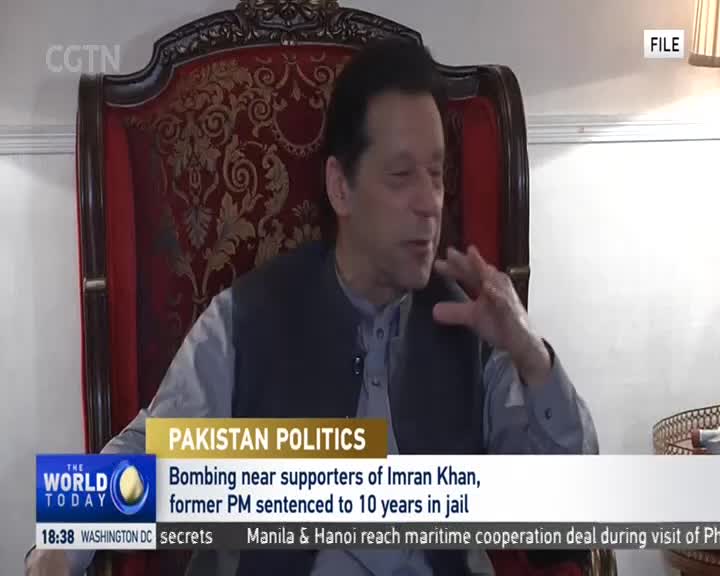 CGTN
FILE
PAKISTAN POLITICS
THE
WORLD
TODAY
Bombing near supporters of Imran Khan,
former PM sentenced to 10 years in jail
18:38 WASHINGTON DC secrets Manila & Hanoi reach maritime cooperation deal during visit of Ph